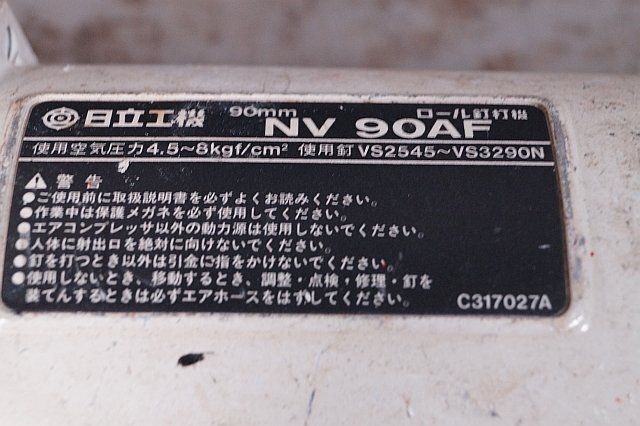 日立工機 90mm NV 90AF ロール釘打機
使用空気圧力4.5~8kgf/cm² 使用釘VS2545~VS3290N
警告
●ご使用前に取扱説明書を必ずよくお読みください。
●作業中は保護メガネを必ず使用してください。
●エアコンプレッサ以外の動力源は使用しないでください。
●人体に射出口を絶対に向けないでください。
●釘を打つとき以外は引金に指をかけないでください。
●使用しないとき、移動するとき、調整・点検・修理・釘を
装てんするときは必ずエアホースをはずしてください。
C317027A